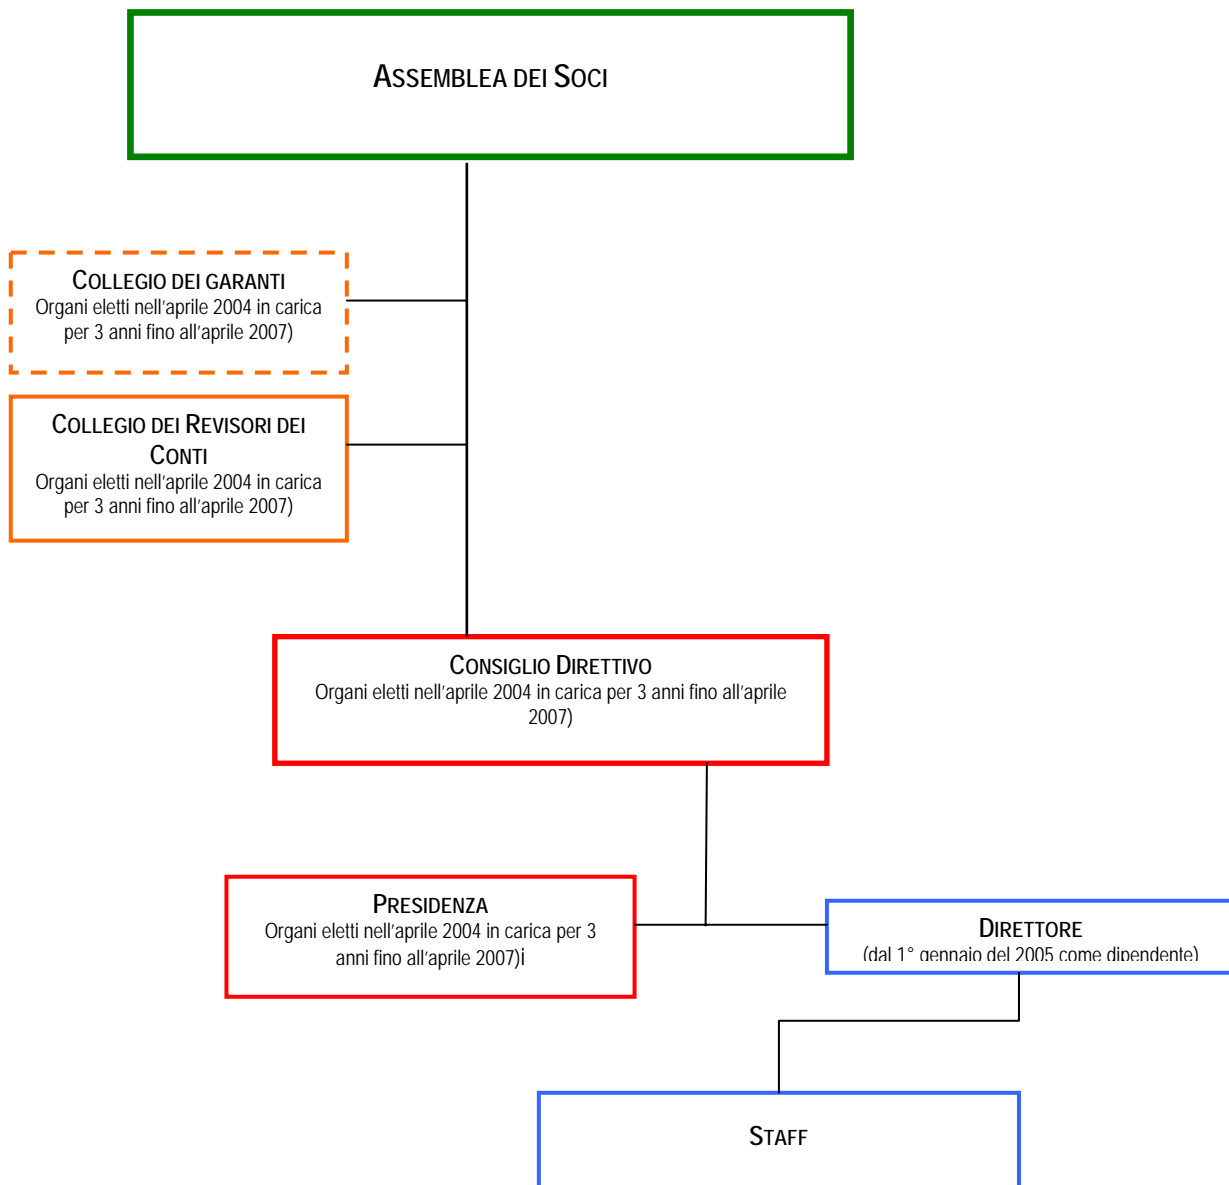 ASSEMBLEA DEI SOCI
COLLEGIO DEI GARANTI
Organi eletti nell'aprile 2004 in carica
per 3 anni fino all'aprile 2007)
COLLEGIO DEI REVISORI DEI
CONTI
Organi eletti nell'aprile 2004 in carica
per 3 anni fino all'aprile 2007)
CONSIGLIO DIRETTIVO
Organi eletti nell'aprile 2004 in carica per 3 anni fino all'aprile
2007)
PRESIDENZA
Organi eletti nell'aprile 2004 in carica per 3
anni fino all'aprile 2007)i
DIRETTORE
(dal 1° gennaio del 2005 come dipendente)
STAFF